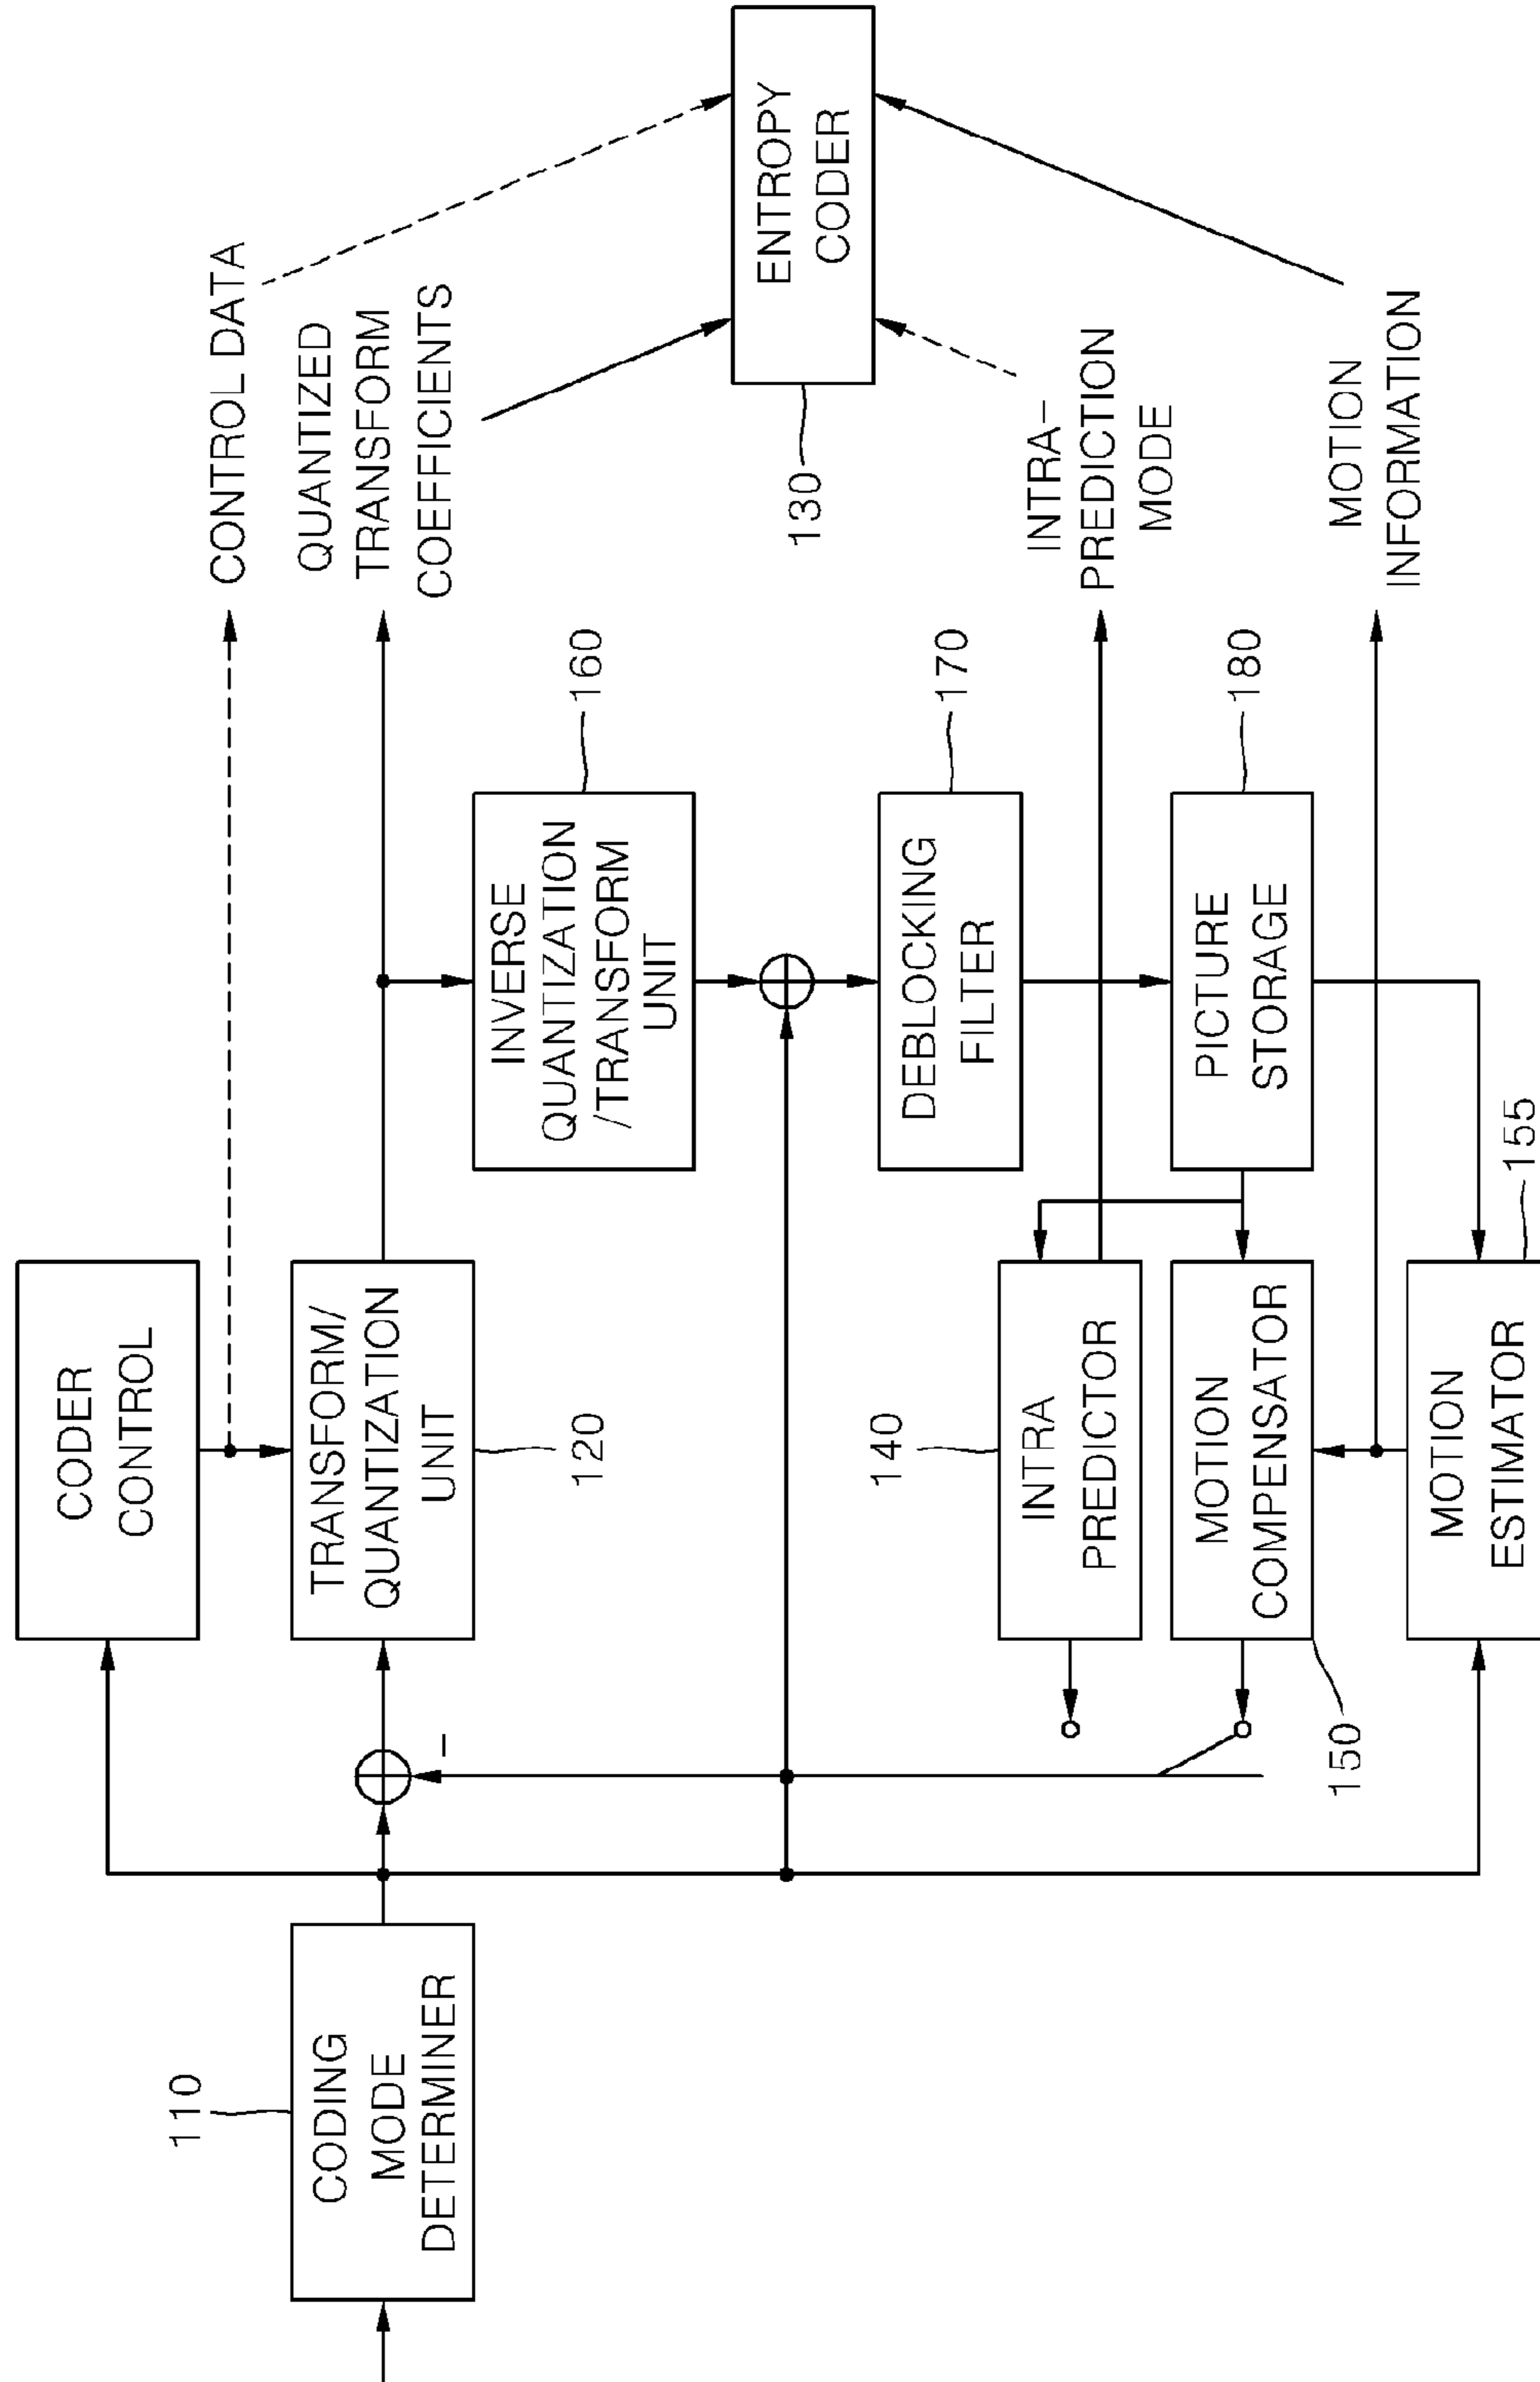 110
CODING
MODE
DETERMINER
CODER
CONTROL
TRANSFORM/
QUANTIZATION
UNIT
120
–
140
INTRA
PREDICTOR
MOTION
COMPENSATOR
150
MOTION
ESTIMATOR
155
INVERSE
QUANTIZATION
/TRANSFORM
UNIT
160
DEBLOCKING
FILTER
170
PICTURE
STORAGE
180
CONTROL DATA
QUANTIZED
TRANSFORM
COEFFICIENTS
ENTROPY
CODER
130
INTRA–
PREDICTION
MODE
MOTION
INFORMATION